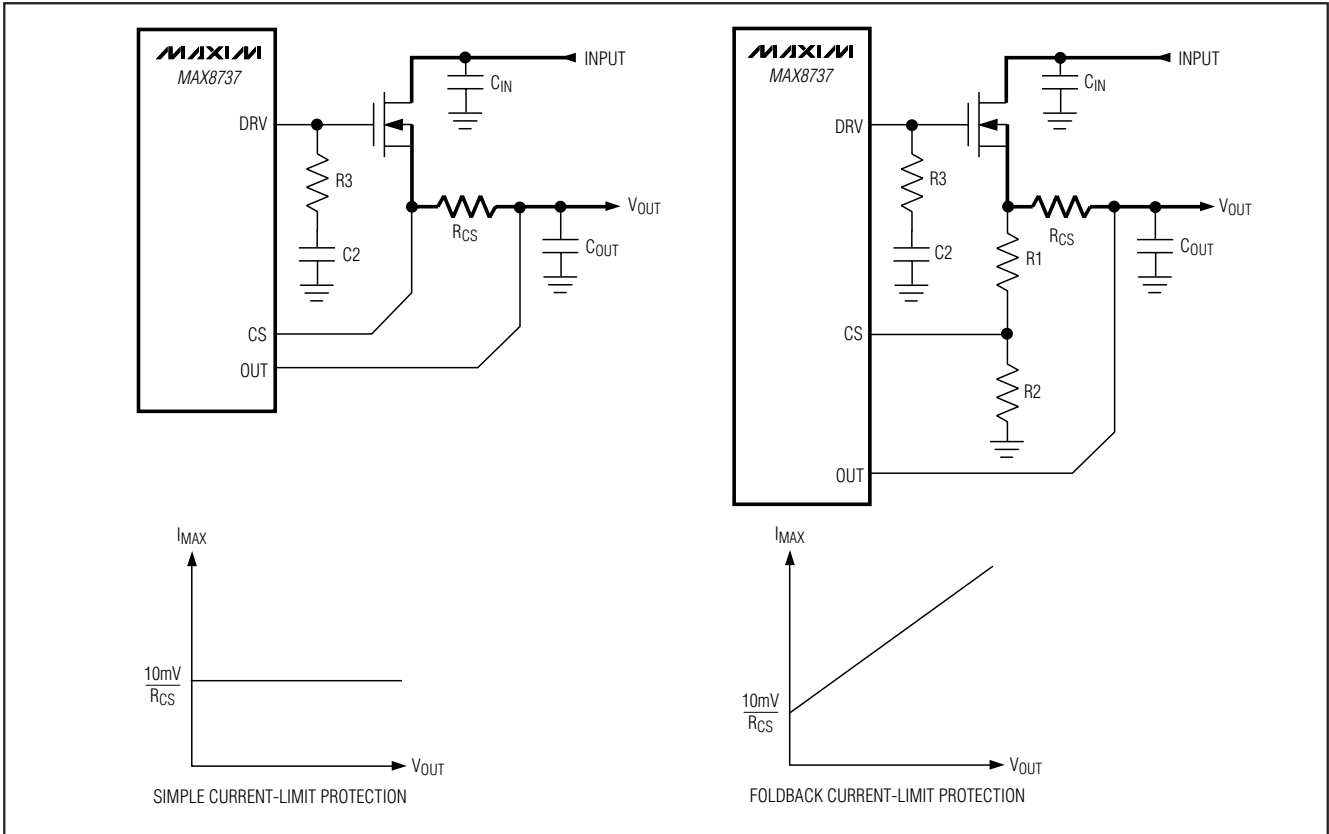 MAXIM
MAX8737
DRV
R3
C2
CS
OUT
INPUT
CIN
RCS
VOUT
COUT
IMAX
10mV
RCS
VOUT
SIMPLE CURRENT-LIMIT PROTECTION
MAXIM
MAX8737
DRV
R3
C2
CS
OUT
INPUT
CIN
RCS
VOUT
COUT
R1
R2
IMAX
10mV
RCS
VOUT
FOLDBACK CURRENT-LIMIT PROTECTION